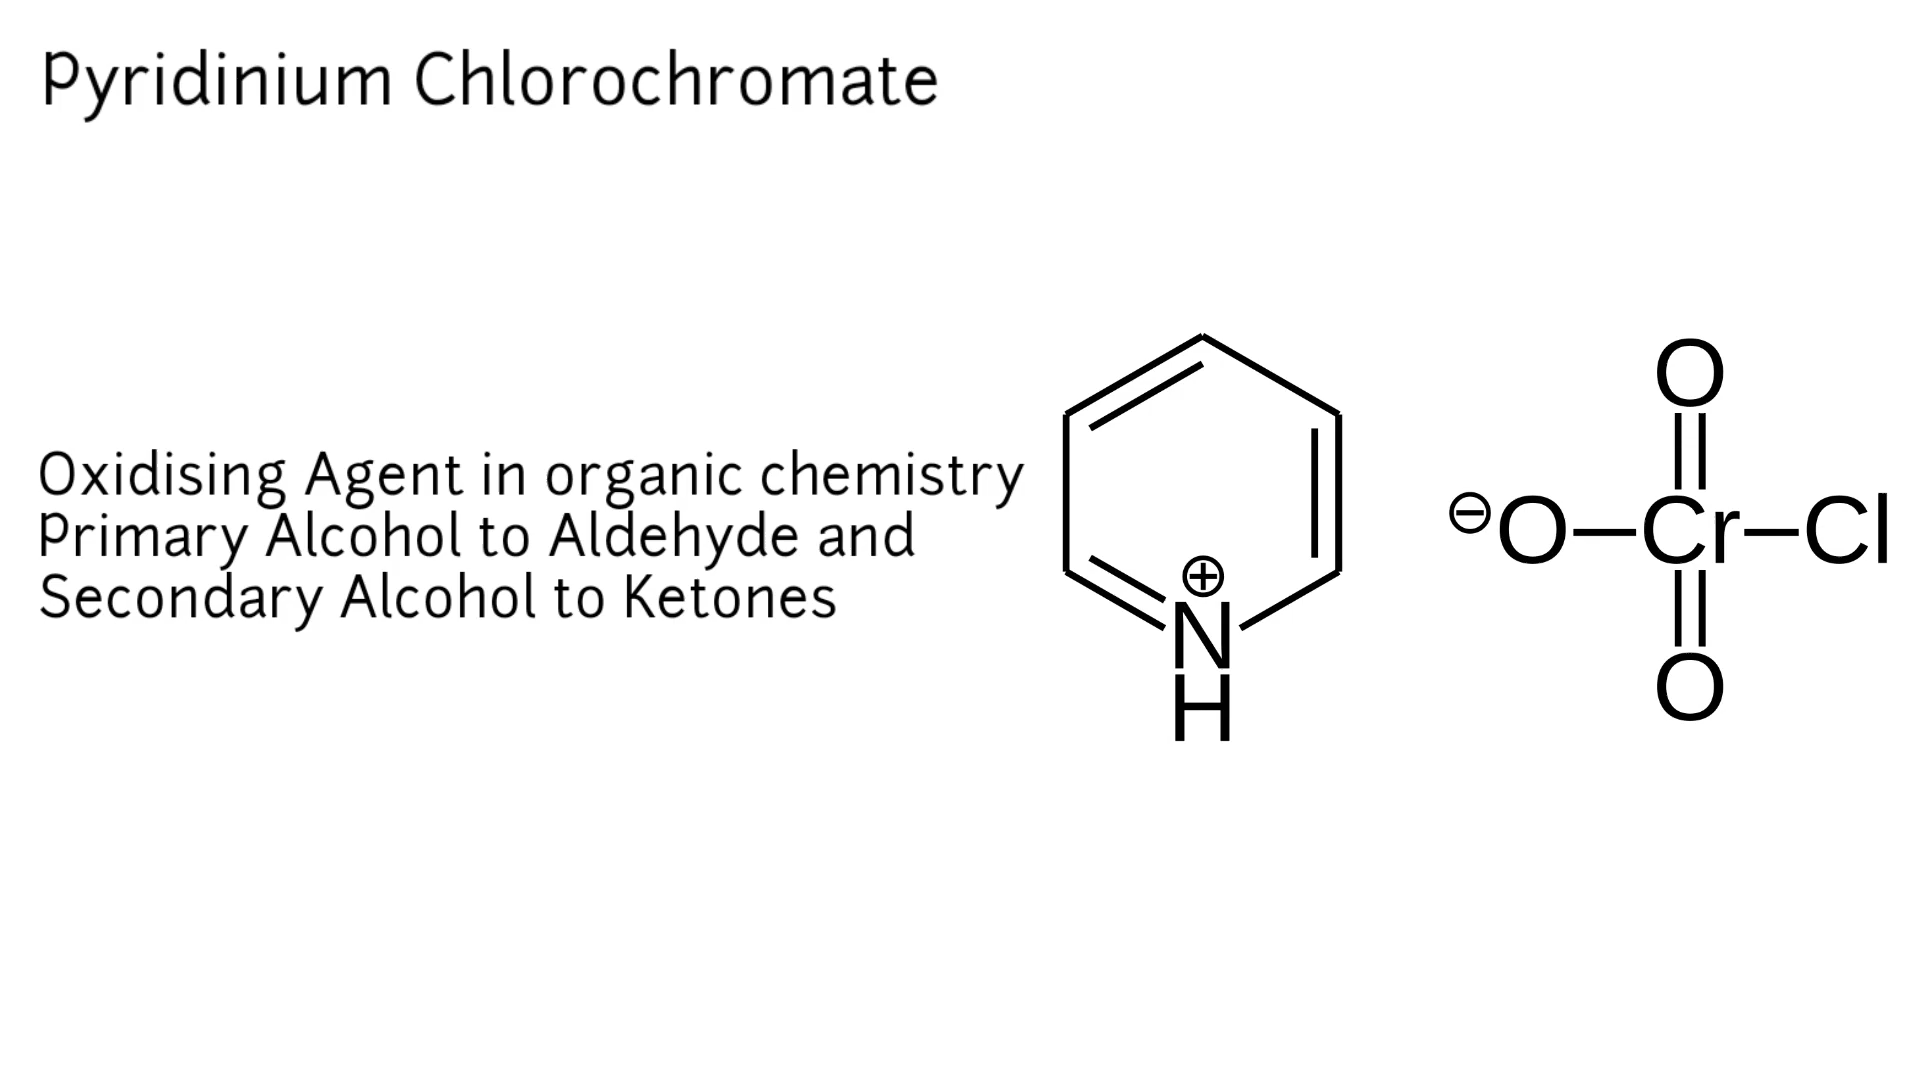 Pyridinium Chlorochromate
Oxidising Agent in organic chemistry
Primary Alcohol to Aldehyde and
Secondary Alcohol to Ketones
⊕
N
H
O
⊖O—Cr—Cl
O